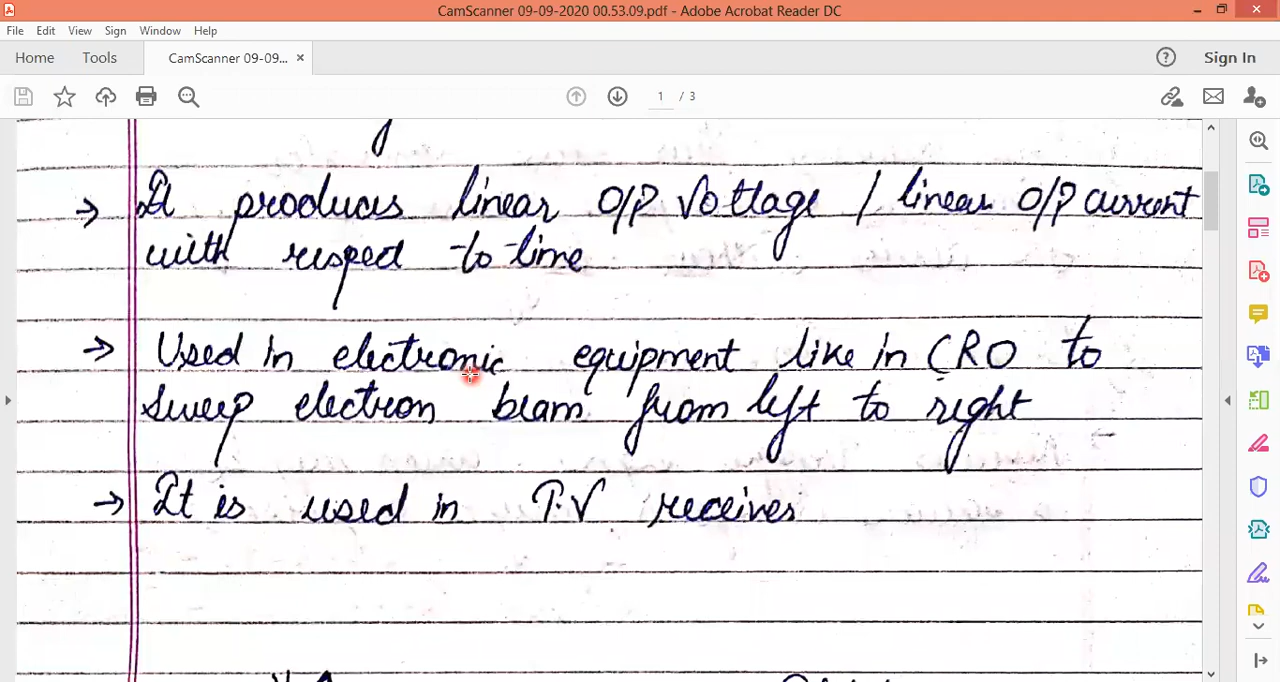 CamScanner 09-09-2020 00.53.09.pdf - Adobe Acrobat Reader DC
File Edit View Sign Window Help
Home Tools CamScanner 09-09... × Sign In
1 / 3
→ It produces linear O/P Voltage / linear O/P current
with respect to time
→ Used in electronic equipment like in CRO to
sweep electron beam from left to right
→ It is used in T.V receives